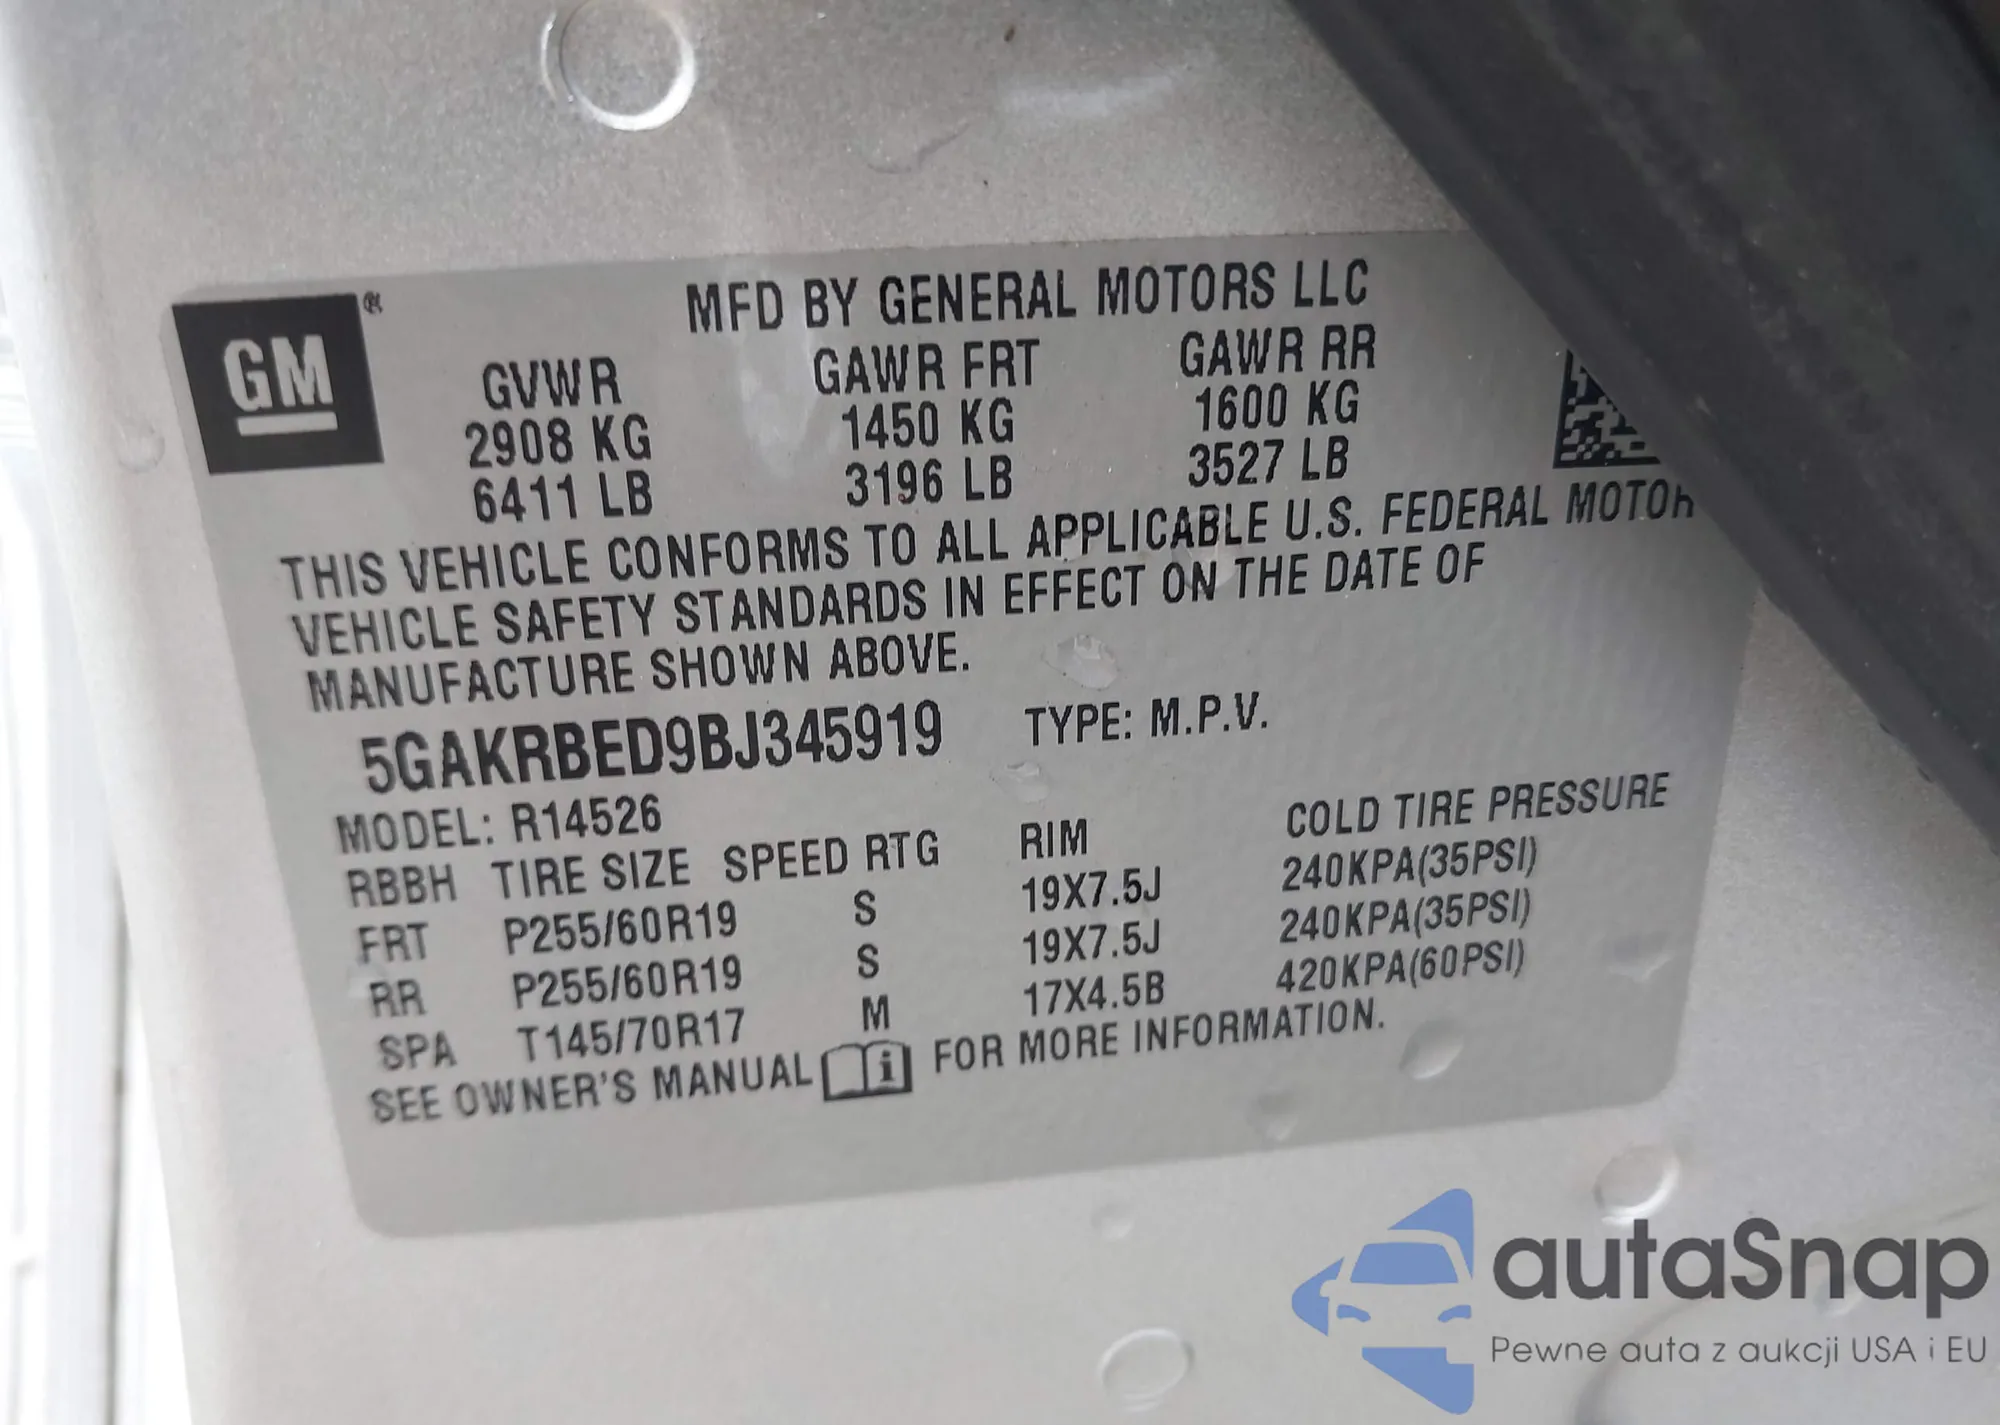 GM®
MFD BY GENERAL MOTORS LLC
GVWR GAWR FRT GAWR RR
2908 KG 1450 KG 1600 KG
6411 LB 3196 LB 3527 LB
THIS VEHICLE CONFORMS TO ALL APPLICABLE U.S. FEDERAL MOTOR
VEHICLE SAFETY STANDARDS IN EFFECT ON THE DATE OF
MANUFACTURE SHOWN ABOVE.
5GAKRBED9BJ345919 TYPE: M.P.V.
MODEL: R14526
RBBH TIRE SIZE SPEED RTG RIM COLD TIRE PRESSURE
FRT P255/60R19 S 19X7.5J 240KPA(35PSI)
RR P255/60R19 S 19X7.5J 240KPA(35PSI)
SPA T145/70R17 M 17X4.5B 420KPA(60PSI)
SEE OWNER'S MANUAL i FOR MORE INFORMATION.
autaSnap
Pewne auta z aukcji USA i EU